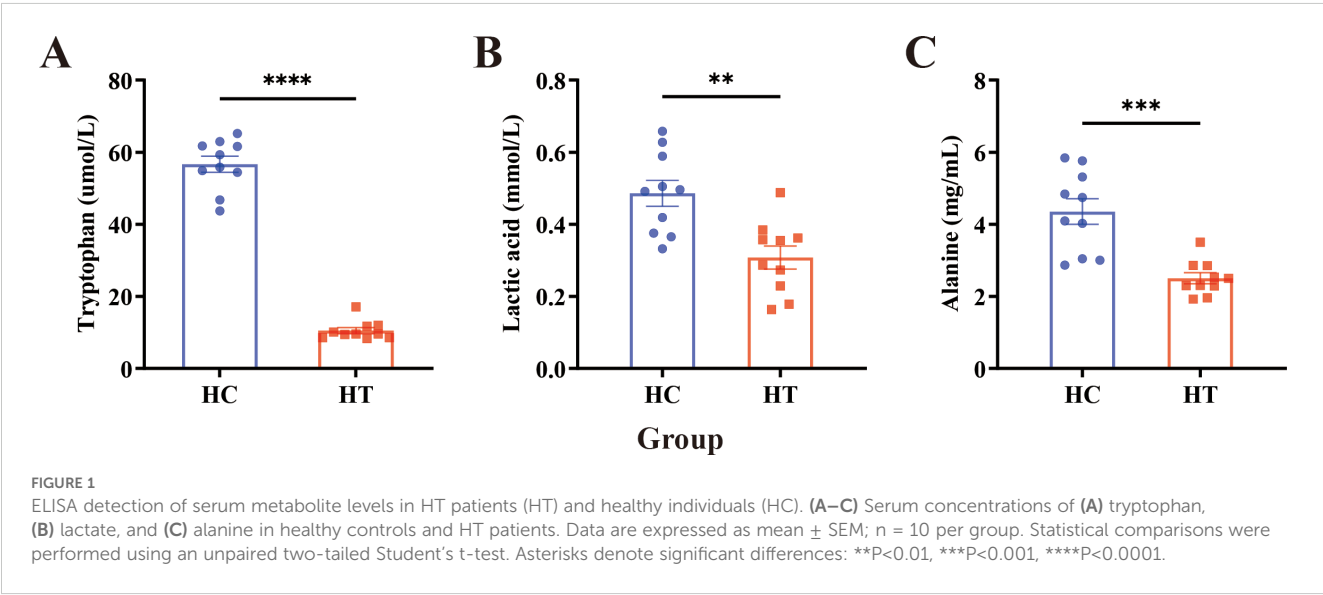 A
B
C
****
**
***
Tryptophan (umol/L)
80
60
40
20
0
HC
HT
Lactic acid (mmol/L)
0.8
0.6
0.4
0.2
0.0
HC
HT
Alanine (mg/mL)
8
6
4
2
0
HC
HT
Group
FIGURE 1
ELISA detection of serum metabolite levels in HT patients (HT) and healthy individuals (HC). (A–C) Serum concentrations of (A) tryptophan,
(B) lactate, and (C) alanine in healthy controls and HT patients. Data are expressed as mean ± SEM; n = 10 per group. Statistical comparisons were
performed using an unpaired two-tailed Student’s t-test. Asterisks denote significant differences: **P<0.01, ***P<0.001, ****P<0.0001.